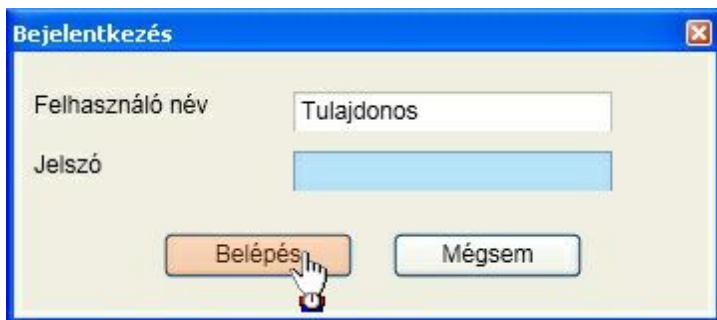 Bejelentkezés
Felhasználó név
Tulajdonos
Jelszó
Belépés
Mégsem